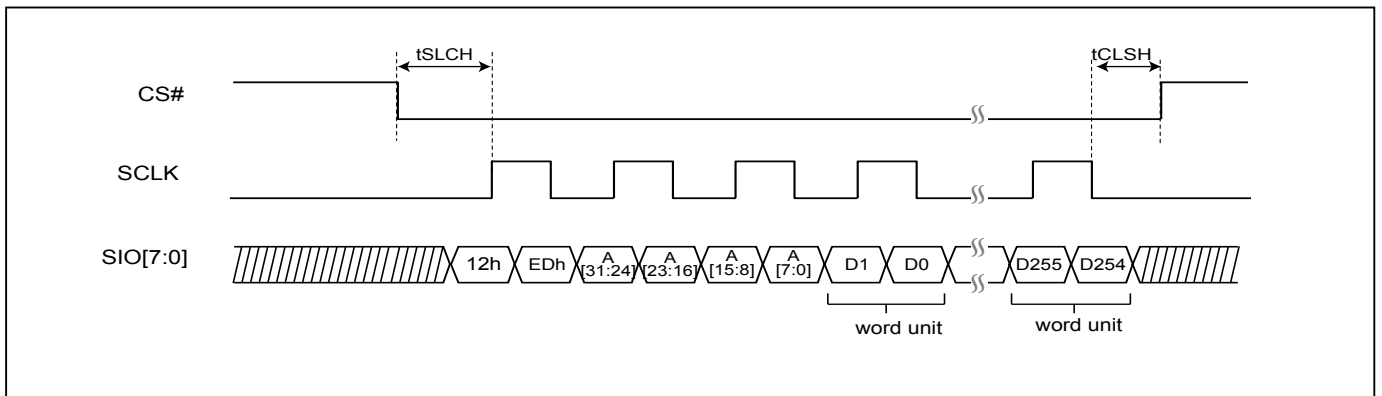 tSLCH
tCLSH
CS#
SCLK
SIO[7:0]
12h
EDh
A
[31:24]
A
[23:16]
A
[15:8]
A
[7:0]
D1
D0
D255
D254
word unit
word unit